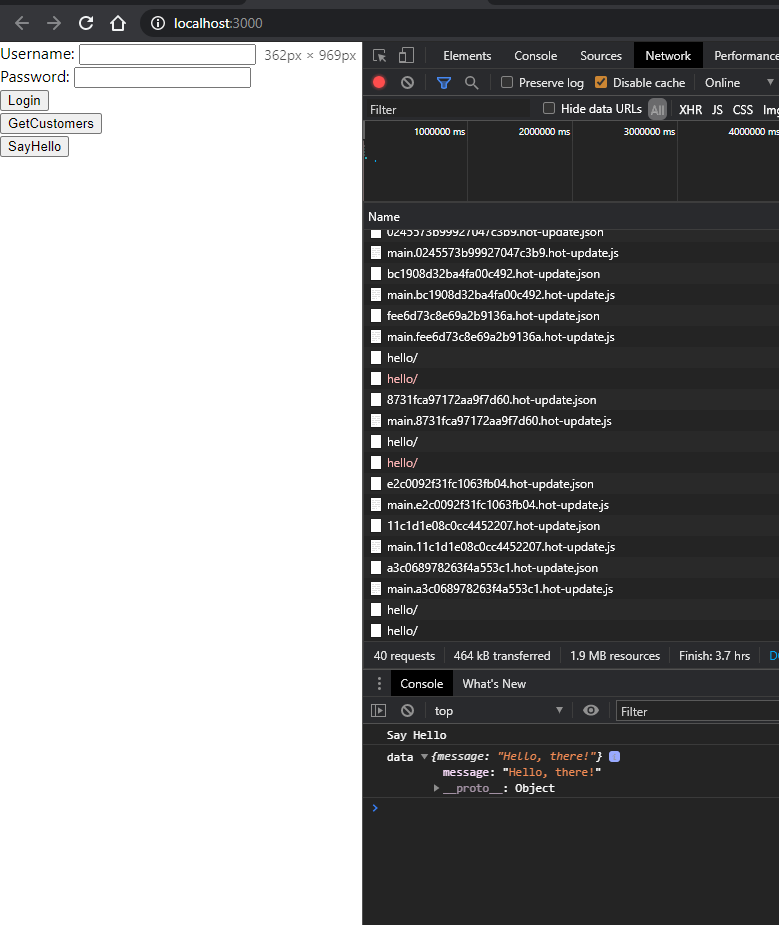 localhost:3000
Username: 362px × 969px
Password:
Login
GetCustomers
SayHello
Elements Console Sources Network Performance
Preserve log Disable cache Online
Filter Hide data URLs All XHR JS CSS Img
1000000 ms 2000000 ms 3000000 ms 4000000 ms
Name
0245573b99927047c3b9.hot-update.json
main.0245573b99927047c3b9.hot-update.js
bc1908d32ba4fa00c492.hot-update.json
main.bc1908d32ba4fa00c492.hot-update.js
fee6d73c8e69a2b9136a.hot-update.json
main.fee6d73c8e69a2b9136a.hot-update.js
hello/
hello/
8731fca97172aa9f7d60.hot-update.json
main.8731fca97172aa9f7d60.hot-update.js
hello/
hello/
e2c0092f31fc1063fb04.hot-update.json
main.e2c0092f31fc1063fb04.hot-update.js
11c1d1e08c0cc4452207.hot-update.json
main.11c1d1e08c0cc4452207.hot-update.js
a3c068978263f4a553c1.hot-update.json
main.a3c068978263f4a553c1.hot-update.js
hello/
hello/
40 requests 464 kB transferred 1.9 MB resources Finish: 3.7 hrs
Console What's New
top Filter
Say Hello
data {message: "Hello, there!"} i
message: "Hello, there!"
__proto__: Object